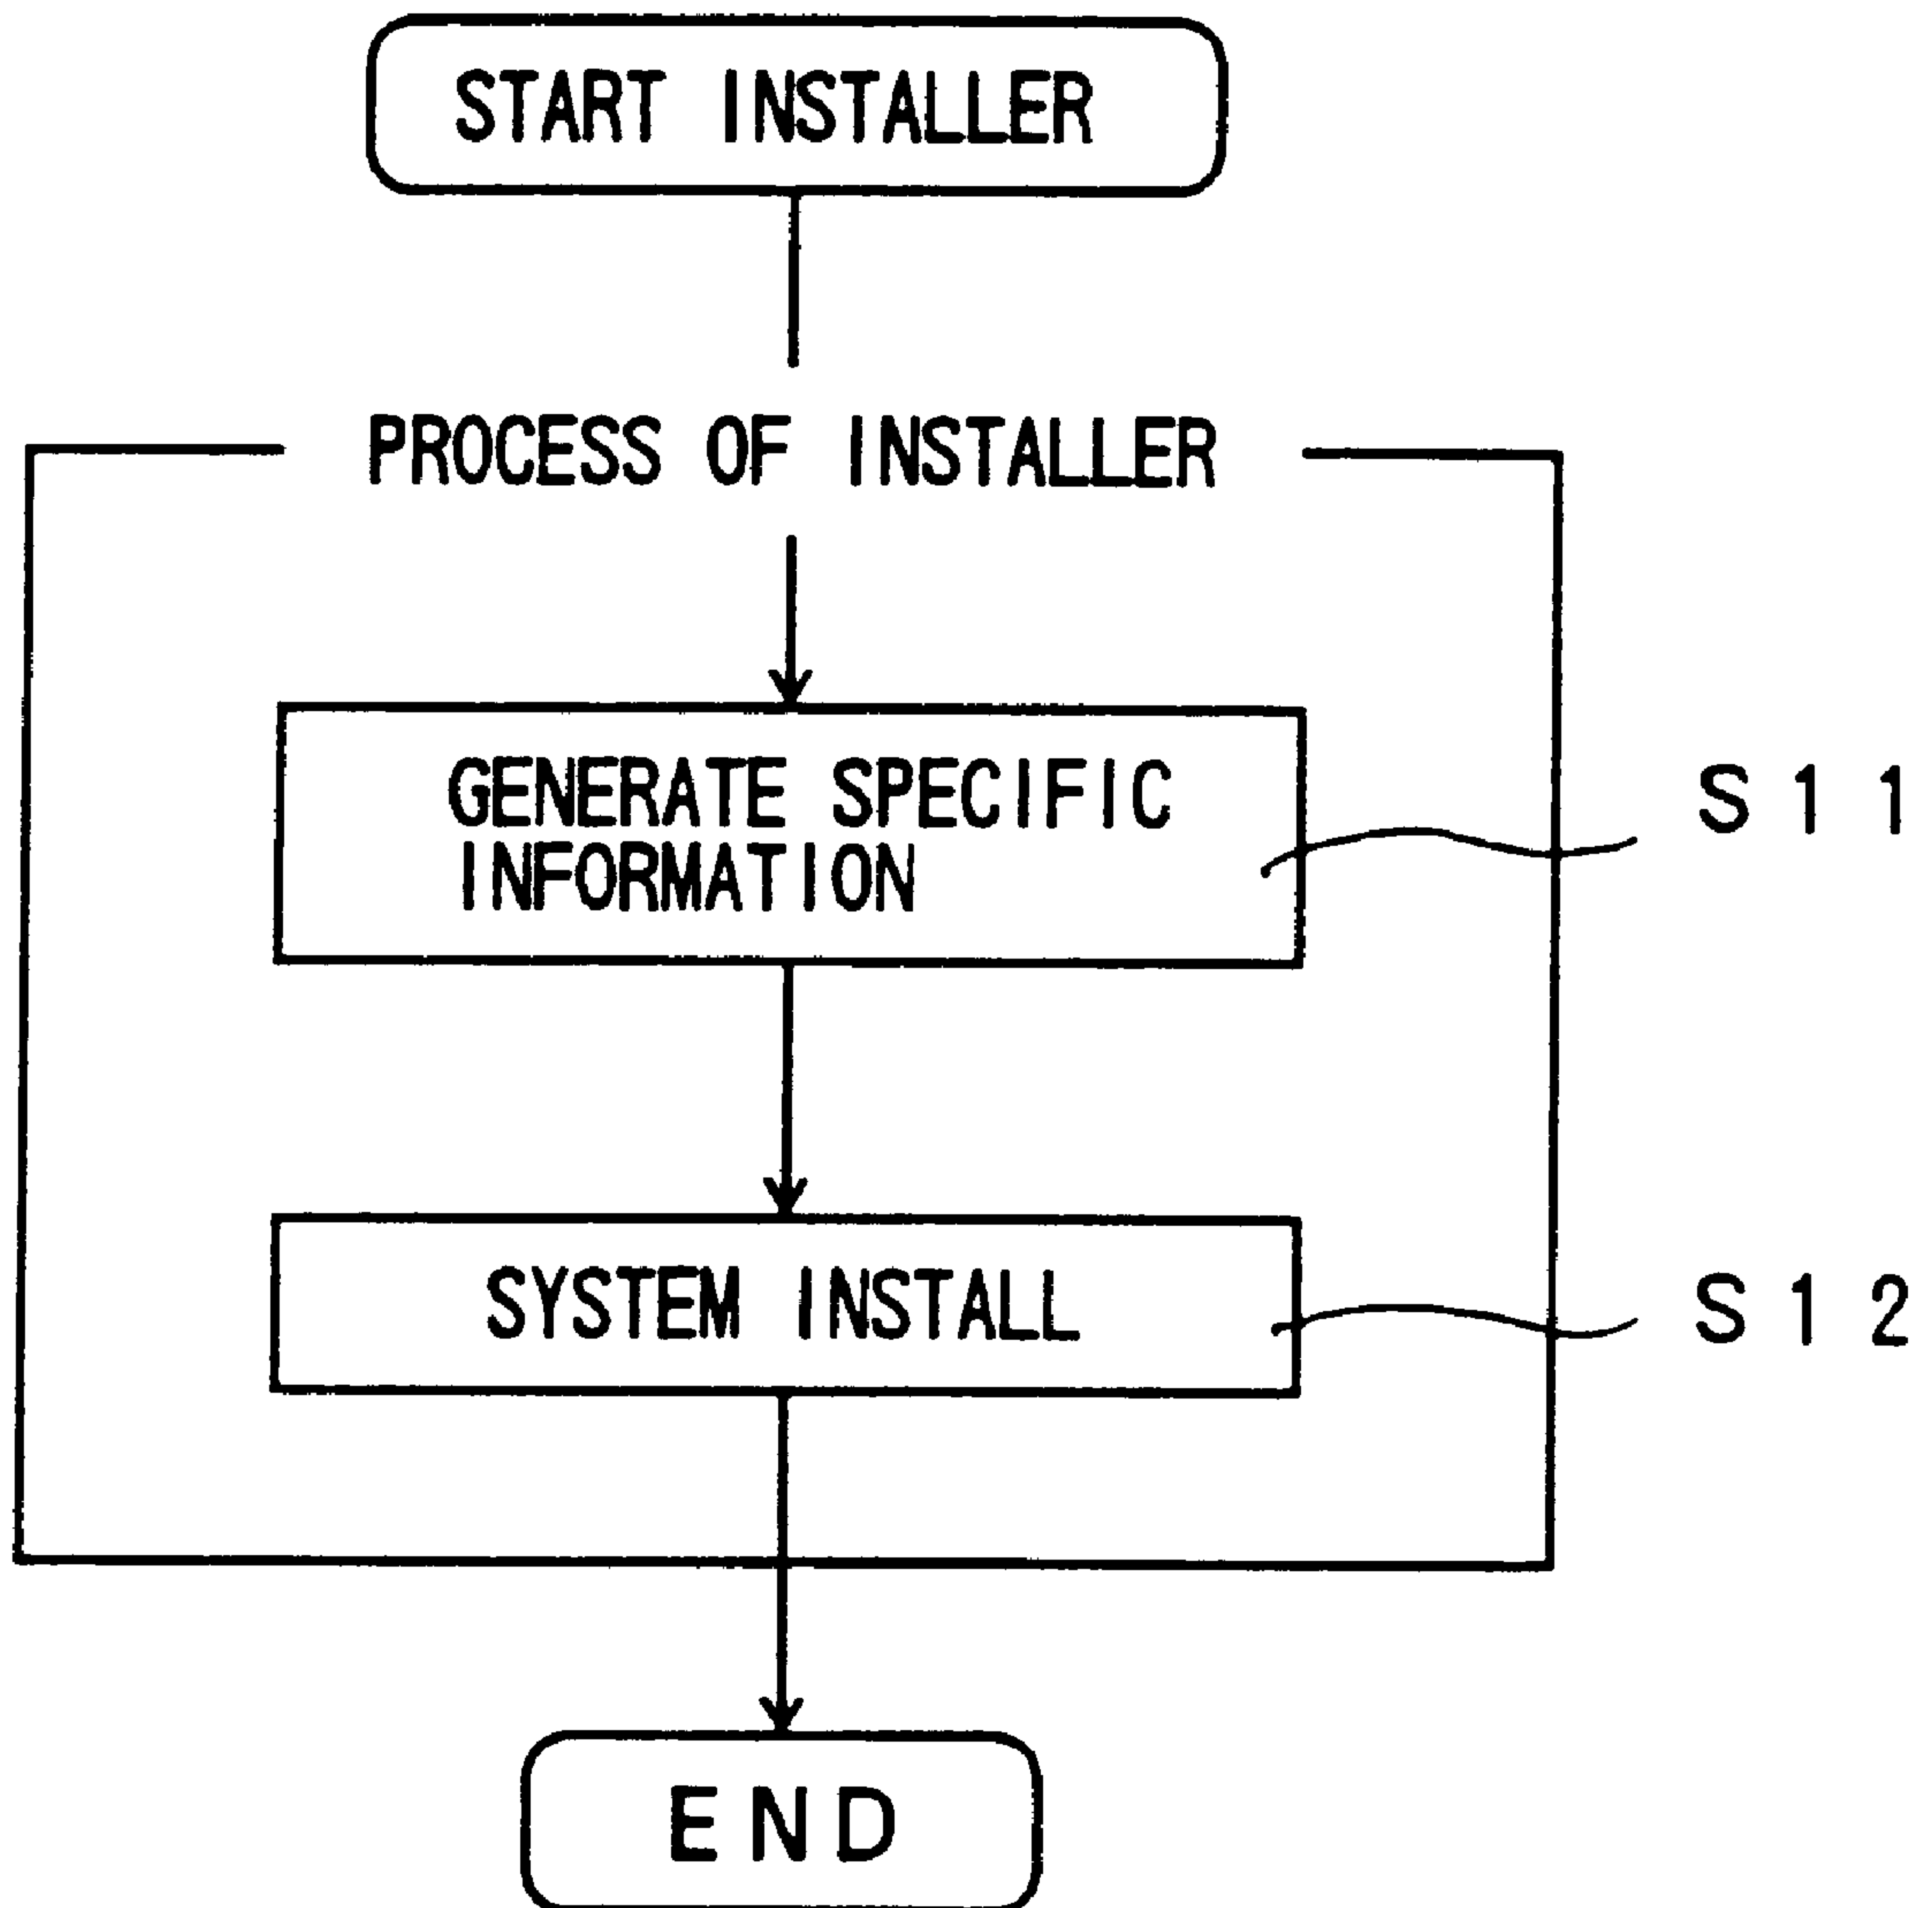 START INSTALLER
PROCESS OF INSTALLER
GENERATE SPECIFIC
INFORMATION
S11
SYSTEM INSTALL
S12
END